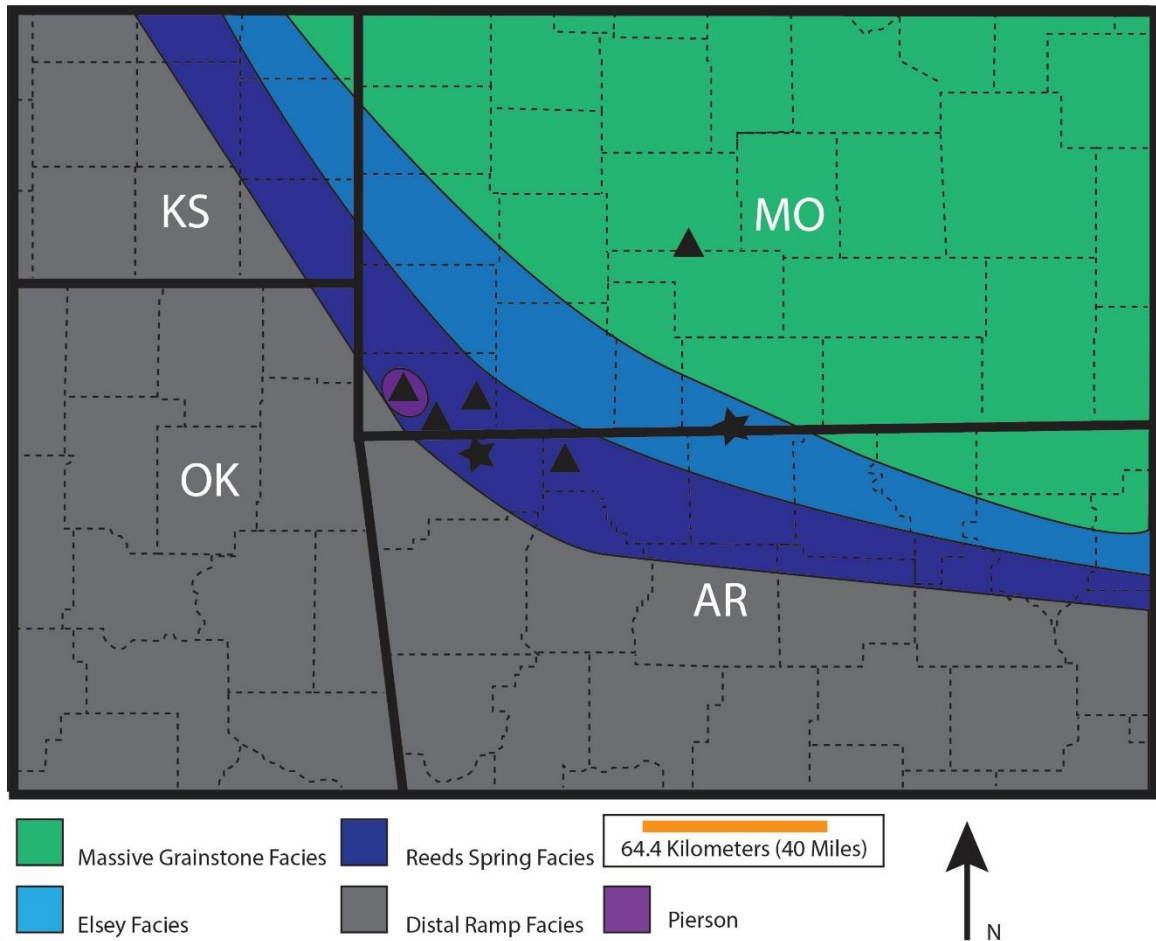 KS
MO
OK
AR
Massive Grainstone Facies
Reeds Spring Facies
64.4 Kilometers (40 Miles)
Elsey Facies
Distal Ramp Facies
Pierson
N